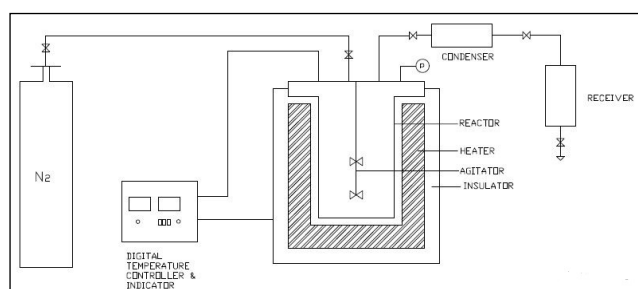 CONDENSER
P
RECEIVER
REACTOR
HEATER
AGITATOR
INSULATOR
N2
DIGITAL
TEMPERATURE
CONTROLLER &
INDICATOR